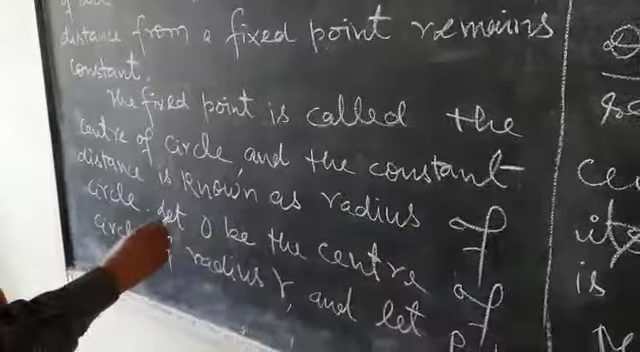 distance from a fixed point remains
constant.
The fixed point is called the
centre of circle, and the constant
distance is known as radius of
circle. Let O be the centre of
radius r, and let
is